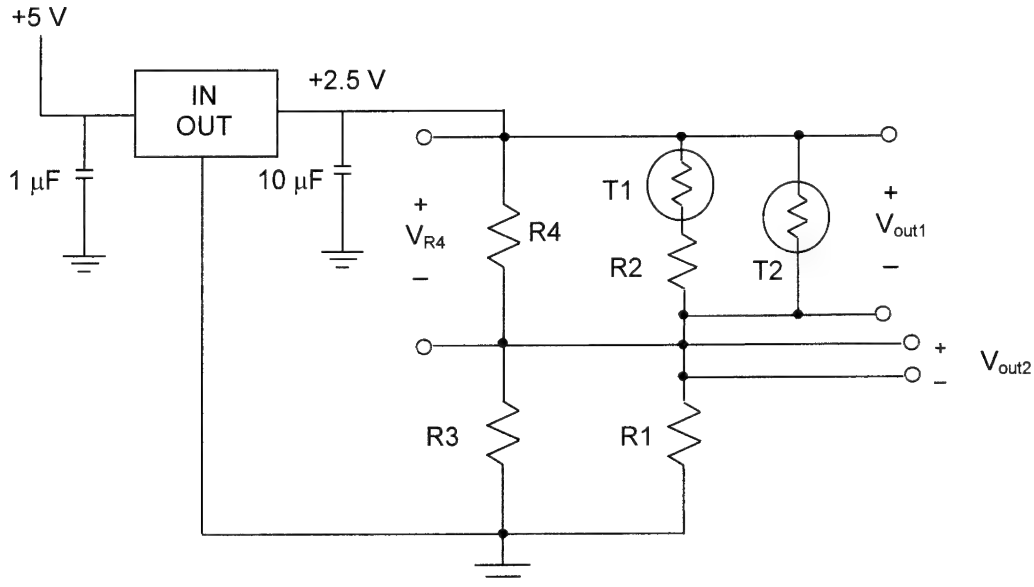 +5 V
+2.5 V
IN
OUT
1 μF
10 μF
+
V_R4
−
R4
T1
R2
T2
+
V_out1
−
+
−
V_out2
R3
R1